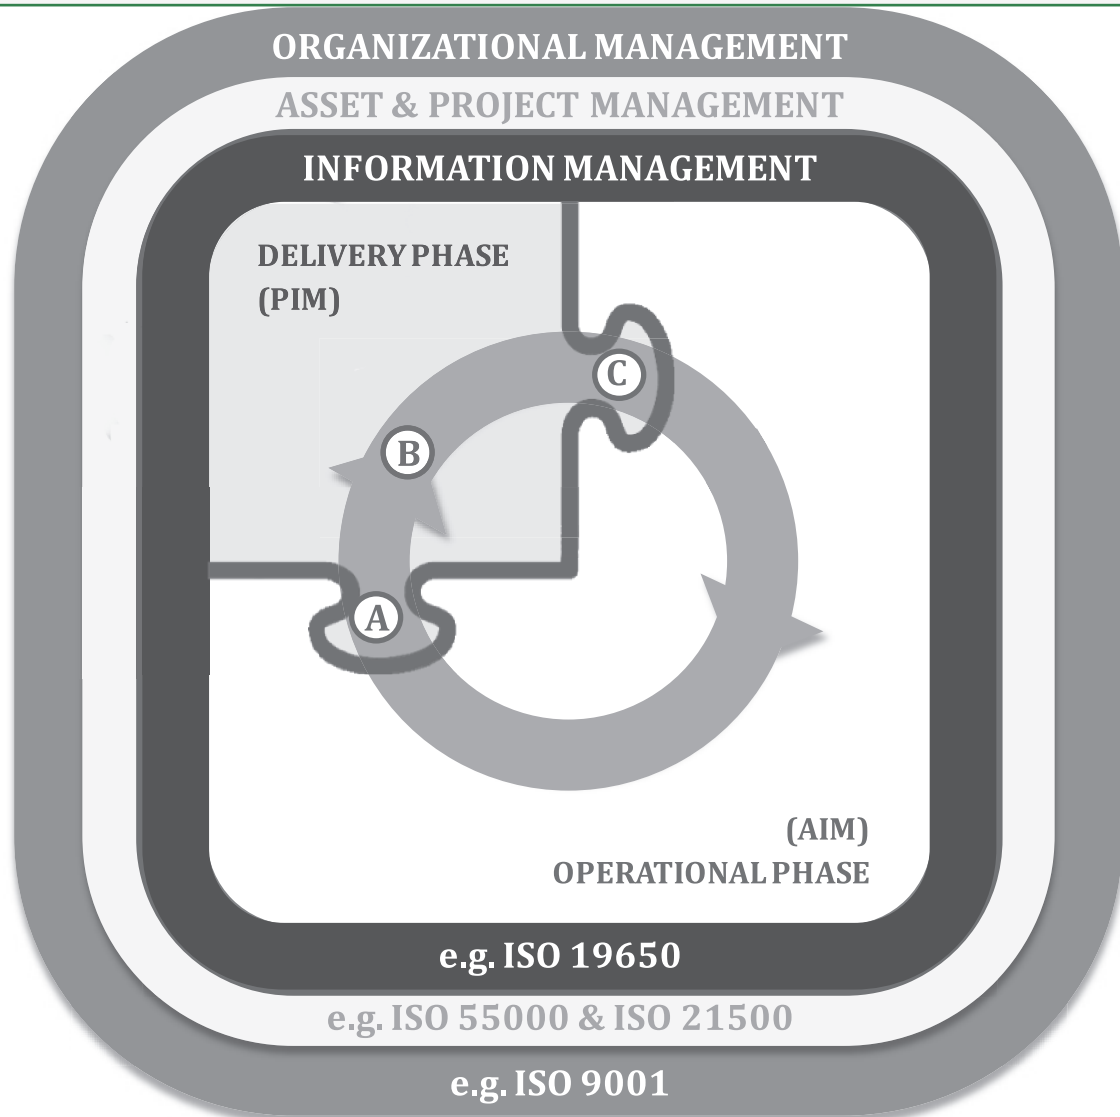 ORGANIZATIONAL MANAGEMENT
ASSET & PROJECT MANAGEMENT
INFORMATION MANAGEMENT
DELIVERY PHASE
(PIM)
C
B
A
(AIM)
OPERATIONAL PHASE
e.g. ISO 19650
e.g. ISO 55000 & ISO 21500
e.g. ISO 9001